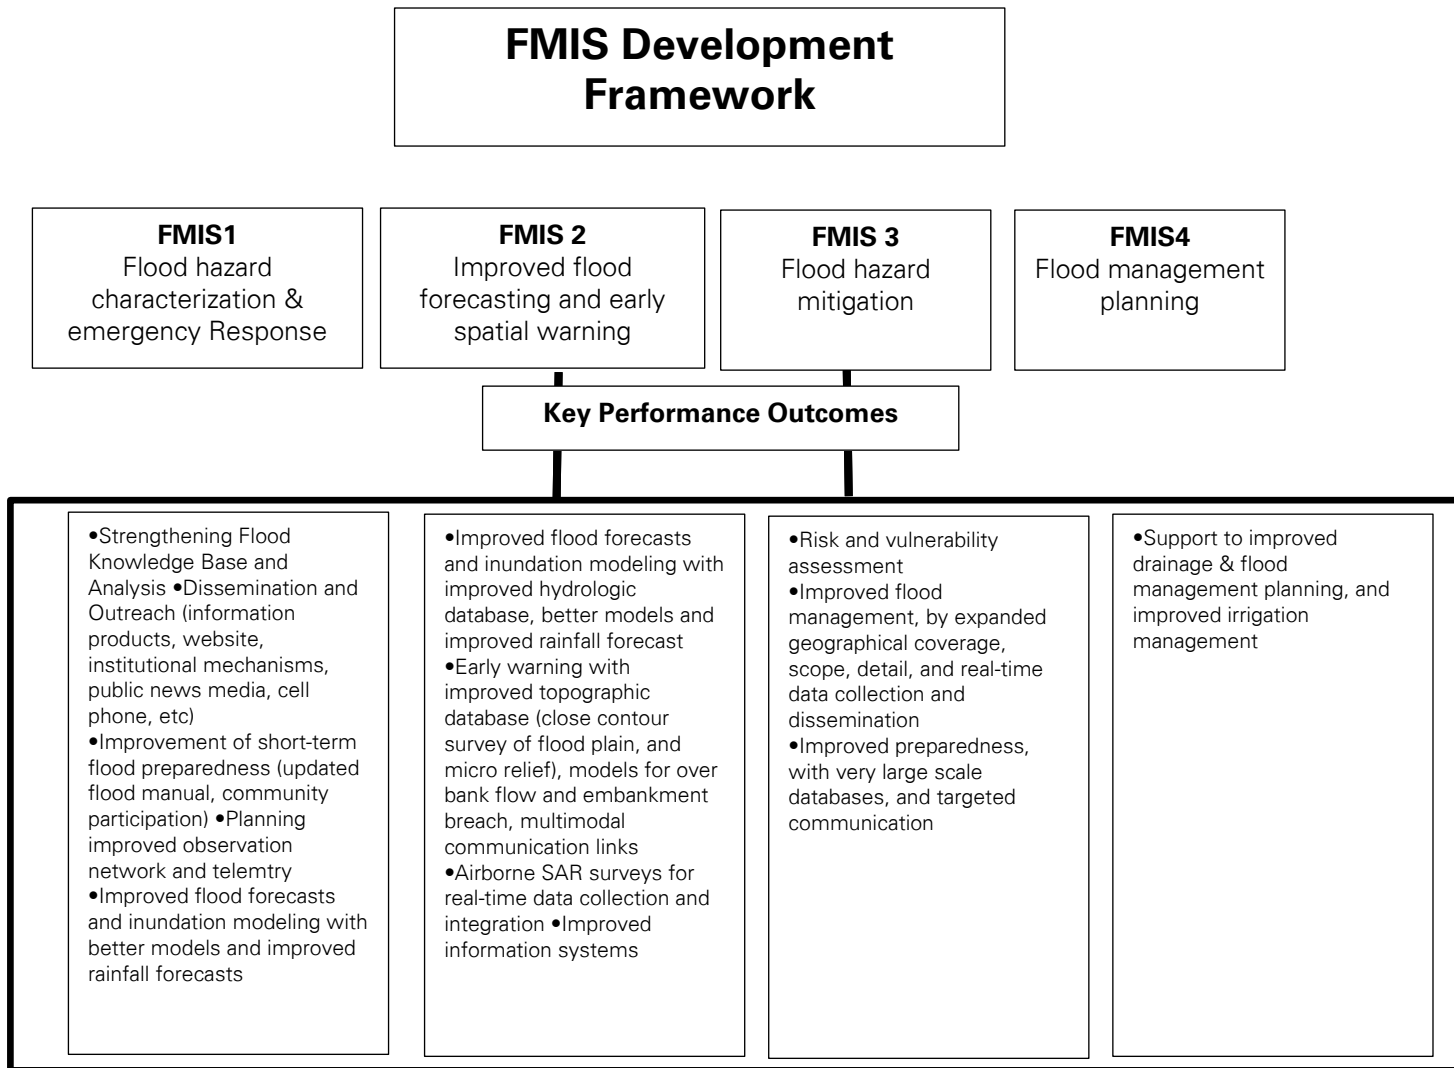 FMIS Development
Framework
FMIS1
Flood hazard
characterization &
emergency Response
FMIS 2
Improved flood
forecasting and early
spatial warning
FMIS 3
Flood hazard
mitigation
FMIS4
Flood management
planning
Key Performance Outcomes
•Strengthening Flood
Knowledge Base and
Analysis •Dissemination and
Outreach (information
products, website,
institutional mechanisms,
public news media, cell
phone, etc)
•Improvement of short-term
flood preparedness (updated
flood manual, community
participation) •Planning
improved observation
network and telemtry
•Improved flood forecasts
and inundation modeling with
better models and improved
rainfall forecasts
•Improved flood forecasts
and inundation modeling with
improved hydrologic
database, better models and
improved rainfall forecast
•Early warning with
improved topographic
database (close contour
survey of flood plain, and
micro relief), models for over
bank flow and embankment
breach, multimodal
communication links
•Airborne SAR surveys for
real-time data collection and
integration •Improved
information systems
•Risk and vulnerability
assessment
•Improved flood
management, by expanded
geographical coverage,
scope, detail, and real-time
data collection and
dissemination
•Improved preparedness,
with very large scale
databases, and targeted
communication
•Support to improved
drainage & flood
management planning, and
improved irrigation
management